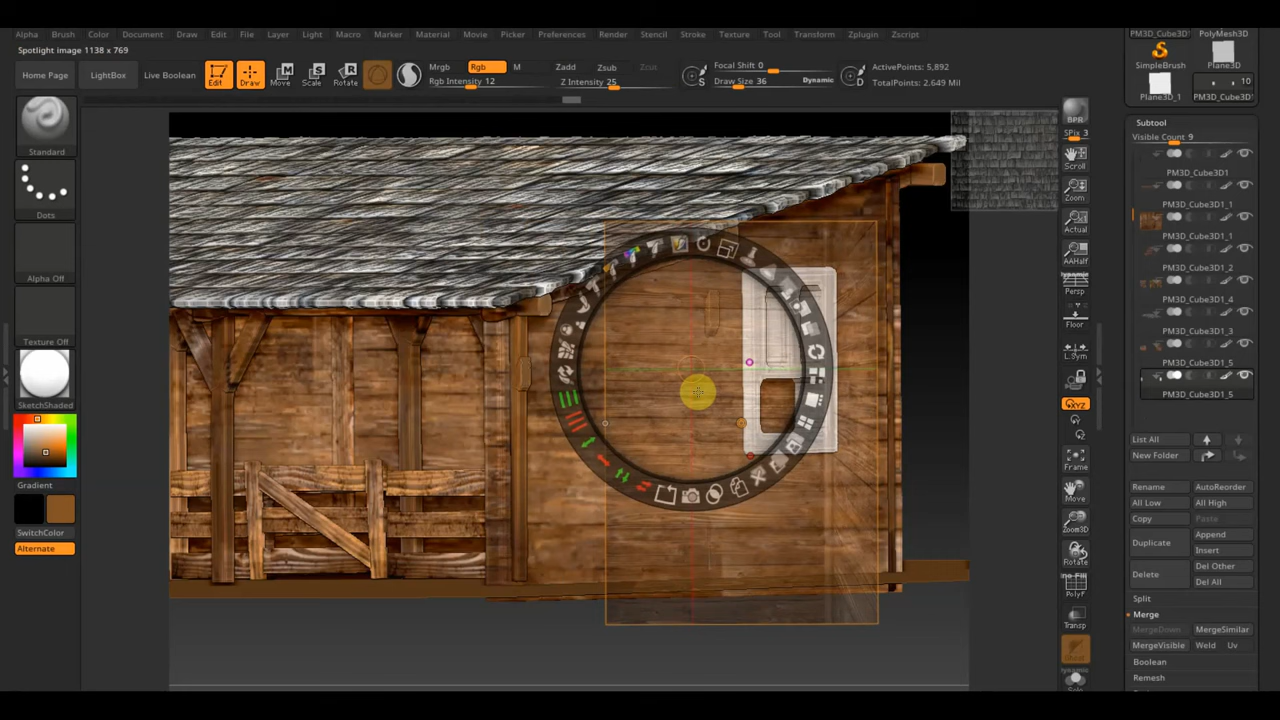 Alpha Brush Color Document Draw Edit File Layer Light Macro Marker Material Movie Picker Preferences Render Stencil Stroke Texture Tool Transform Zplugin Zscript
Spotlight image 1138 x 769
Home Page
LightBox
Live Boolean
Edit
Draw
Move
Scale
Rotate
Mrgb
Rgb
M
Zadd
Zsub
Zcut
Rgb Intensity 12
Z Intensity 25
Focal Shift 0
Draw Size 36
Dynamic
S
D
ActivePoints: 5,892
TotalPoints: 2.649 Mil
Standard
Dots
Alpha Off
Texture Off
SketchShaded
Gradient
SwitchColor
Alternate
BPR
SPix 3
Scroll
Zoom
Actual
AAHalf
Dynamic
Persp
Floor
L.Sym
XYZ
Frame
Move
Zoom3D
Rotate
PolyF
Transp
Ghost
Solo
PM3D_Cube3D
PolyMesh3D
SimpleBrush
Plane3D
Plane3D_1
10
PM3D_Cube3D
Subtool
Visible Count 9
PM3D_Cube3D1
PM3D_Cube3D1_1
PM3D_Cube3D1_1
PM3D_Cube3D1_2
PM3D_Cube3D1_4
PM3D_Cube3D1_3
PM3D_Cube3D1_5
PM3D_Cube3D1_5
List All
New Folder
Rename
AutoReorder
All Low
All High
Copy
Paste
Duplicate
Append
Insert
Delete
Del Other
Del All
Split
Merge
MergeDown
MergeSimilar
MergeVisible
Weld
Uv
Boolean
Remesh